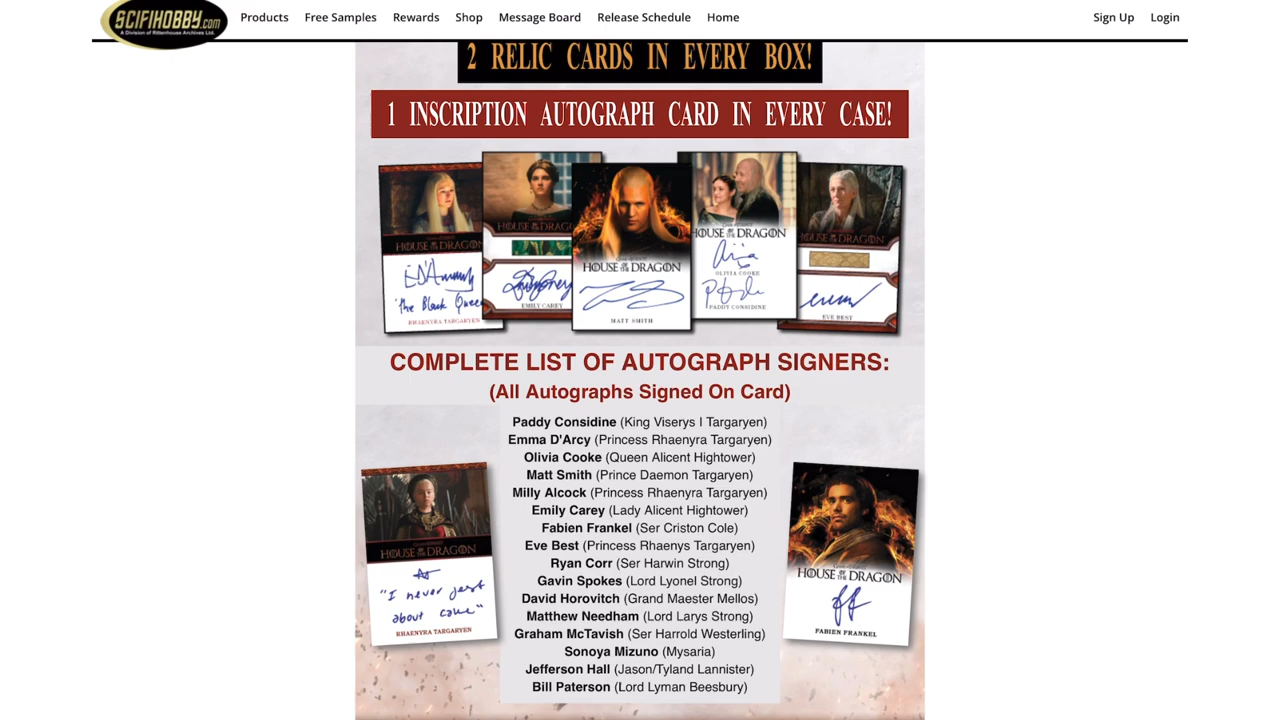 SCIFIHOBBY.com
A Division of Rittenhouse Archives Ltd.
Products
Free Samples
Rewards
Shop
Message Board
Release Schedule
Home
Sign Up
Login
2 RELIC CARDS IN EVERY BOX!
1 INSCRIPTION AUTOGRAPH CARD IN EVERY CASE!
HOUSE OF THE DRAGON
"The Black Quee
RHAENYRA TARGARYEN
HOUSE OF THE DRAG
EMILY CAREY
HOUSE OF THE DRAGON
MATT SMITH
HOUSE OF THE DRAGON
OLIVIA COOKE
PADDY CONSIDINE
HOUSE OF THE DRAGON
EVE BEST
COMPLETE LIST OF AUTOGRAPH SIGNERS:
(All Autographs Signed On Card)
Paddy Considine (King Viserys I Targaryen)
Emma D'Arcy (Princess Rhaenyra Targaryen)
Olivia Cooke (Queen Alicent Hightower)
Matt Smith (Prince Daemon Targaryen)
Milly Alcock (Princess Rhaenyra Targaryen)
Emily Carey (Lady Alicent Hightower)
Fabien Frankel (Ser Criston Cole)
Eve Best (Princess Rhaenys Targaryen)
Ryan Corr (Ser Harwin Strong)
Gavin Spokes (Lord Lyonel Strong)
David Horovitch (Grand Maester Mellos)
Matthew Needham (Lord Larys Strong)
Graham McTavish (Ser Harrold Westerling)
Sonoya Mizuno (Mysaria)
Jefferson Hall (Jason/Tyland Lannister)
Bill Paterson (Lord Lyman Beesbury)
HOUSE OF THE DRAGON
"I never jest
about cake"
RHAENYRA TARGARYEN
HOUSE OF THE DRAGON
FABIEN FRANKEL